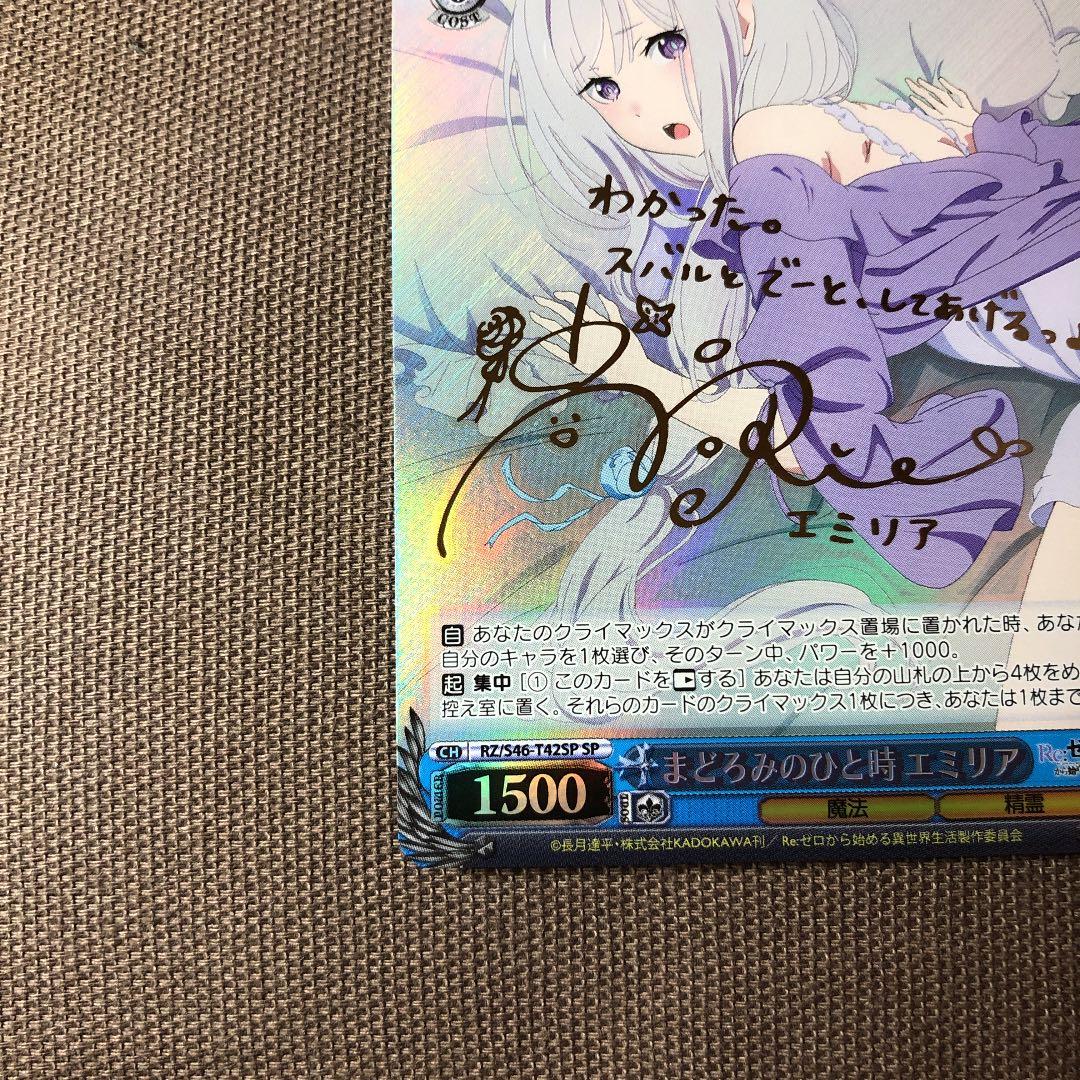 COST
わかった。
スバルとでーと、してあげるっ♪
Rie
エミリア
自 あなたのクライマックスがクライマックス置場に置かれた時、あなた
自分のキャラを1枚選び、そのターン中、パワーを+1000。
起 集中 [① このカードを する] あなたは自分の山札の上から4枚をめ
控え室に置く。それらのカードのクライマックス1枚につき、あなたは1枚まで
CH RZ/S46-T42SP SP
まどろみのひと時 エミリア
Re:ゼ
から始
POWER 1500 SOUL
魔法 精霊
©長月達平・株式会社KADOKAWA刊/Re:ゼロから始める異世界生活製作委員会